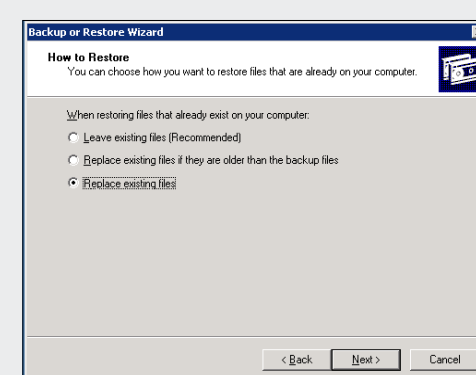 Backup or Restore Wizard
How to Restore
You can choose how you want to restore files that are already on your computer.
When restoring files that already exist on your computer:
Leave existing files (Recommended)
Replace existing files if they are older than the backup files
Replace existing files
< Back Next > Cancel